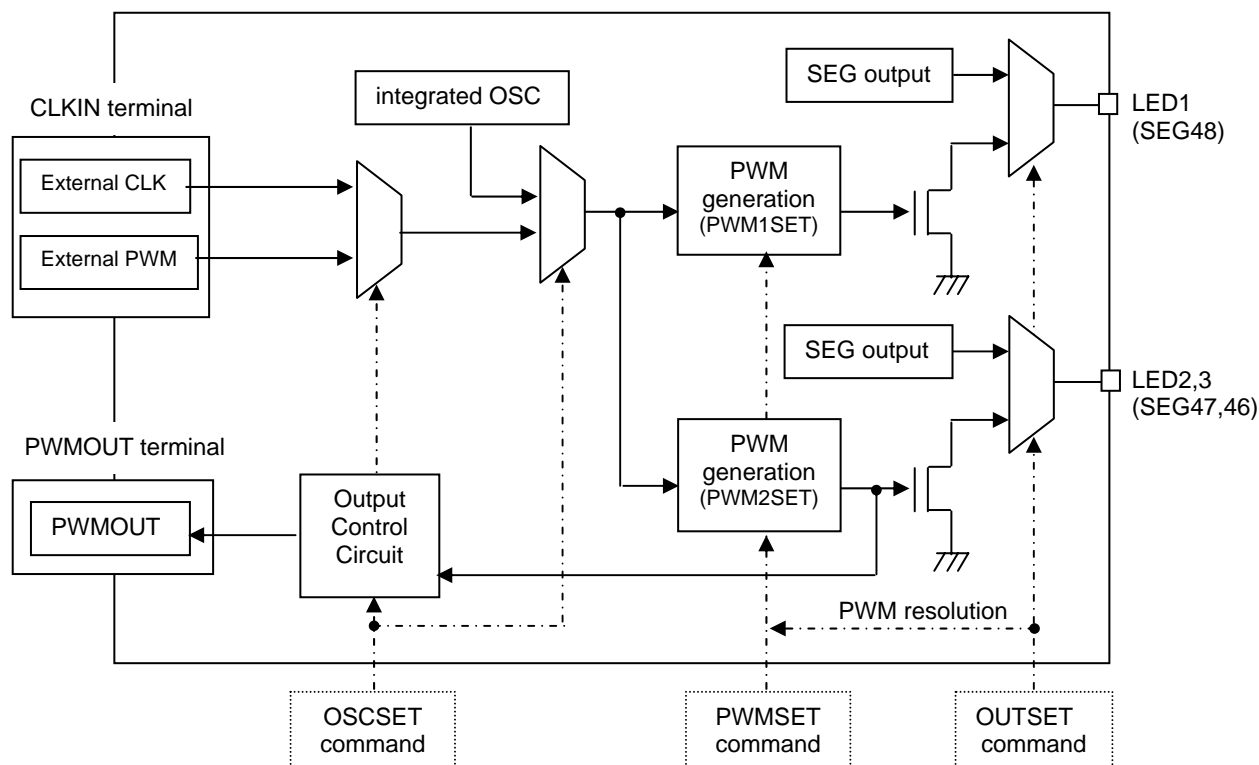 SEG output
LED1
(SEG48)
integrated OSC
CLKIN terminal
External CLK
External PWM
PWM
generation
(PWM1SET)
SEG output
LED2,3
(SEG47,46)
PWMOUT terminal
PWMOUT
Output
Control
Circuit
PWM
generation
(PWM2SET)
PWM resolution
OSCSET
command
PWMSET
command
OUTSET
command